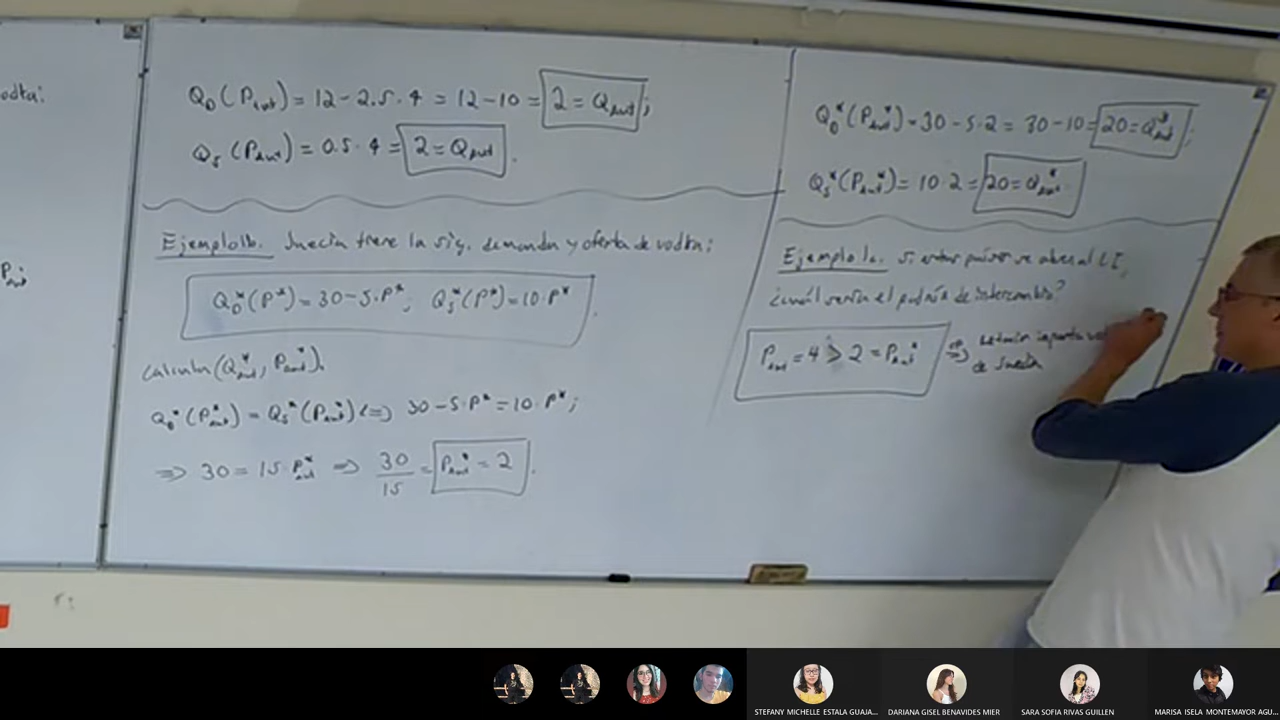 odka:
P_aut
Q_D(P_aut) = 12 - 2.5·4 = 12 - 10 = 2 = Q_aut;
Q_S(P_aut) = 0.5·4 = 2 = Q_aut.
Ejemplo 1b. Suecia tiene la sig. demanda y oferta de vodka:
Q_D*(P*) = 30 - 5·P*; Q_S*(P*) = 10·P*.
Calcula (Q_aut*, P_aut*).
Q_D*(P_aut*) = Q_S*(P_aut*) <=> 30 - 5·P* = 10·P*;
=> 30 = 15 P_aut* => 30/15 = P_aut* = 2.
Q_D*(P_aut*) = 30 - 5·2 = 30 - 10 = 20 = Q_aut*;
Q_S*(P_aut*) = 10·2 = 20 = Q_aut*.
Ejemplo 1c. Si estos países se abren al LI,
¿cuál sería el patrón de intercambio?
P_aut = 4 > 2 = P_aut* => importa
de Suecia
STEFANY MICHELLE ESTALA GUAJA...
DARIANA GISEL BENAVIDES MIER
SARA SOFIA RIVAS GUILLEN
MARISA ISELA MONTEMAYOR AGU...